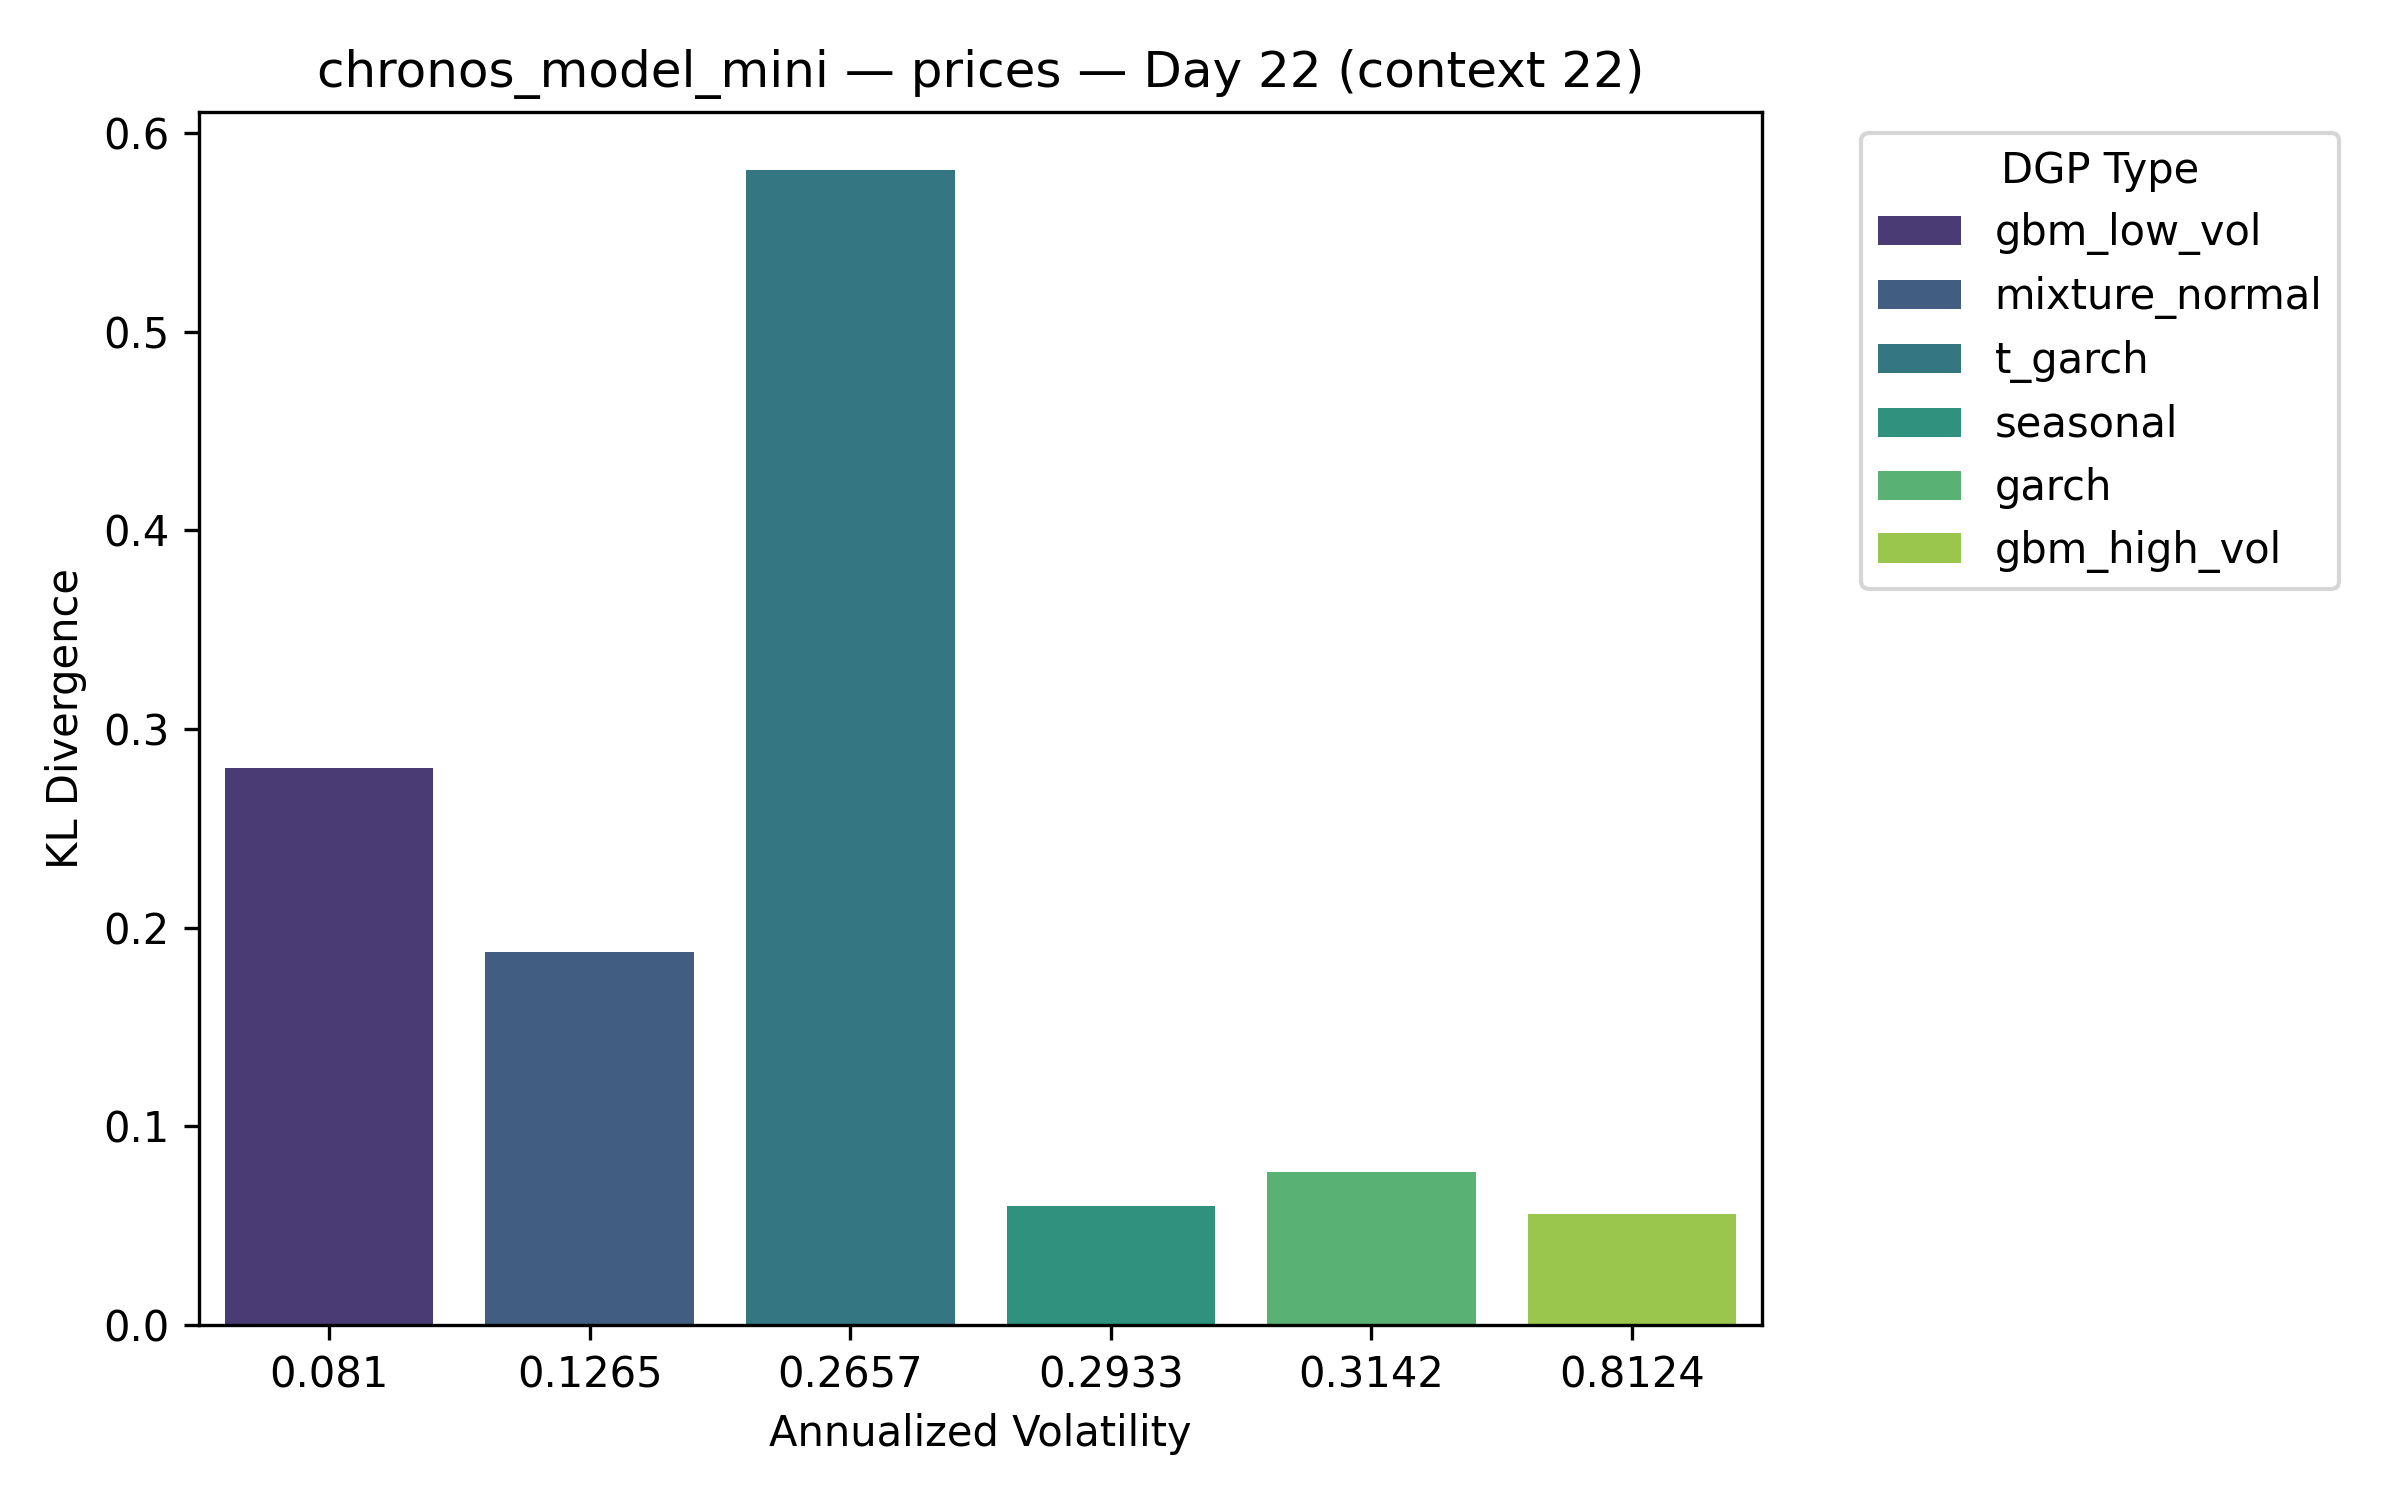 chronos_model_mini — prices — Day 22 (context 22)
KL Divergence
0.6
0.5
0.4
0.3
0.2
0.1
0.0
0.081 0.1265 0.2657 0.2933 0.3142 0.8124
Annualized Volatility
DGP Type
gbm_low_vol
mixture_normal
t_garch
seasonal
garch
gbm_high_vol